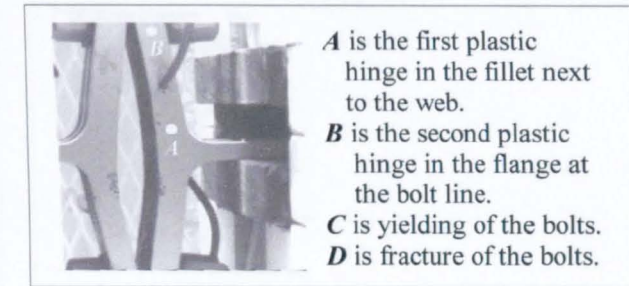 B
A
A is the first plastic
hinge in the fillet next
to the web.
B is the second plastic
hinge in the flange at
the bolt line.
C is yielding of the bolts.
D is fracture of the bolts.